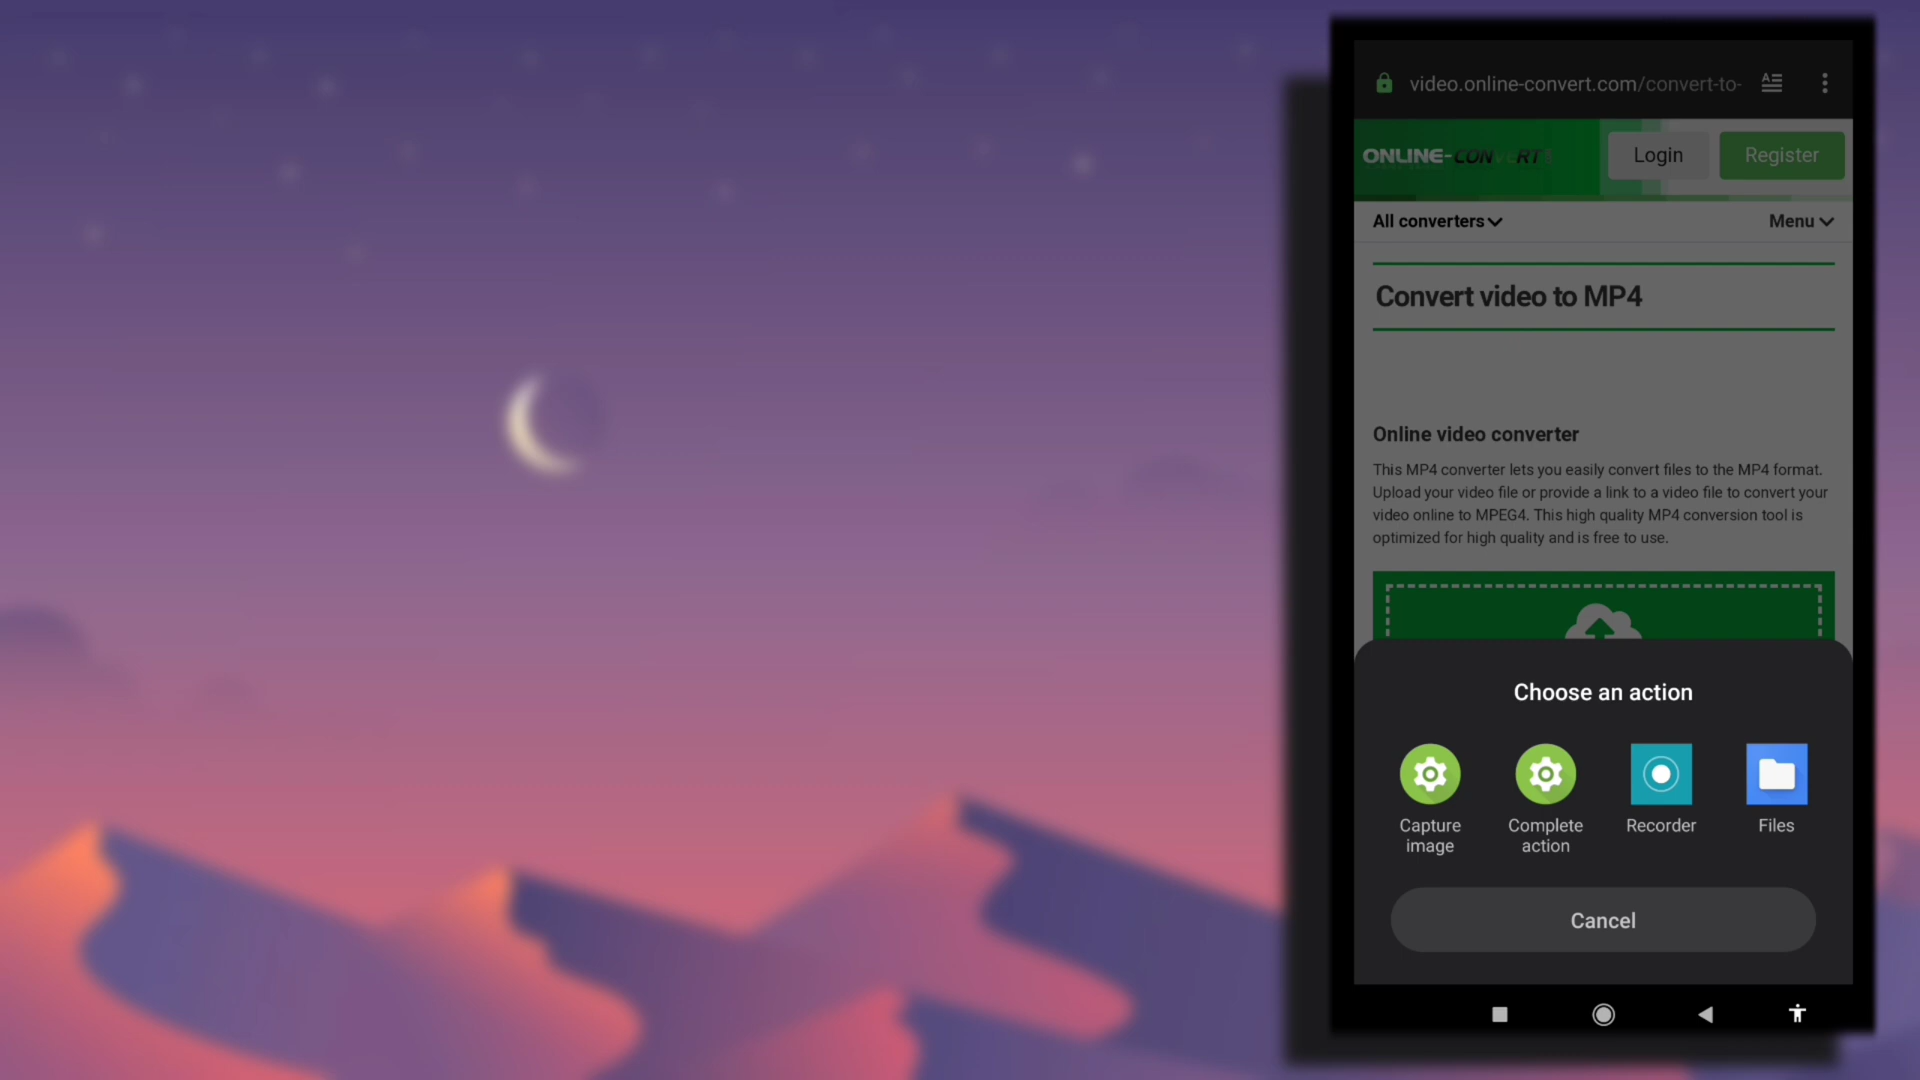 video.online-convert.com/convert-to-
ONLINE-CONVERT
Login
Register
All converters
Menu
Convert video to MP4
Online video converter
This MP4 converter lets you easily convert files to the MP4 format.
Upload your video file or provide a link to a video file to convert your
video online to MPEG4. This high quality MP4 conversion tool is
optimized for high quality and is free to use.
Choose an action
Capture
image
Complete
action
Recorder
Files
Cancel